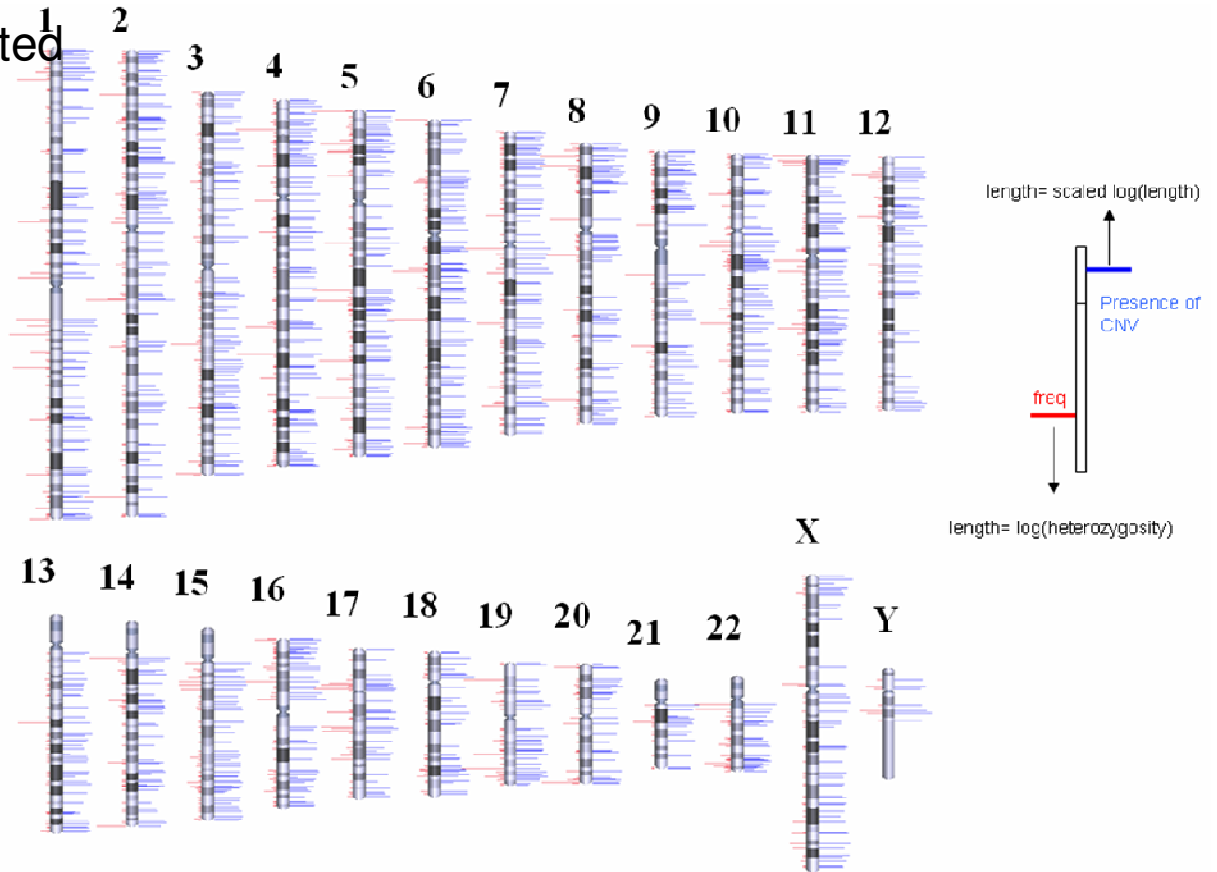 ted
1 2 3 4 5 6 7 8 9 10 11 12
length= scaled log(length)
Presence of
CNV
freq
length= log(heterozygosity)
13 14 15 16 17 18 19 20 21 22 X Y